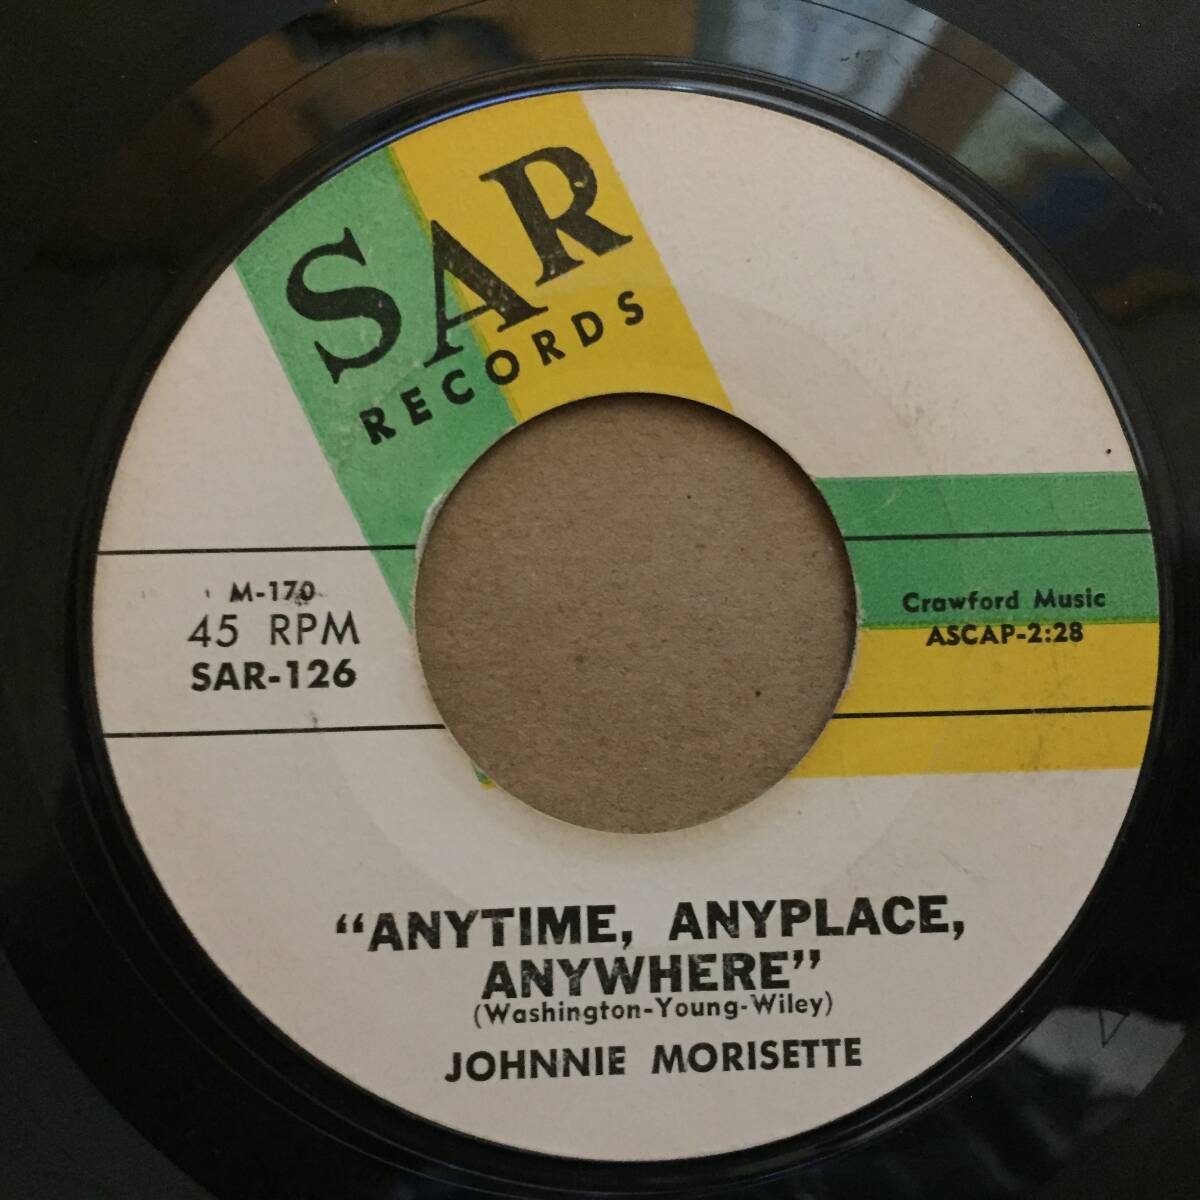 SAR
RECORDS
M-170
45 RPM
SAR-126
Crawford Music
ASCAP-2:28
"ANYTIME, ANYPLACE,
ANYWHERE"
(Washington-Young-Wiley)
JOHNNIE MORISETTE